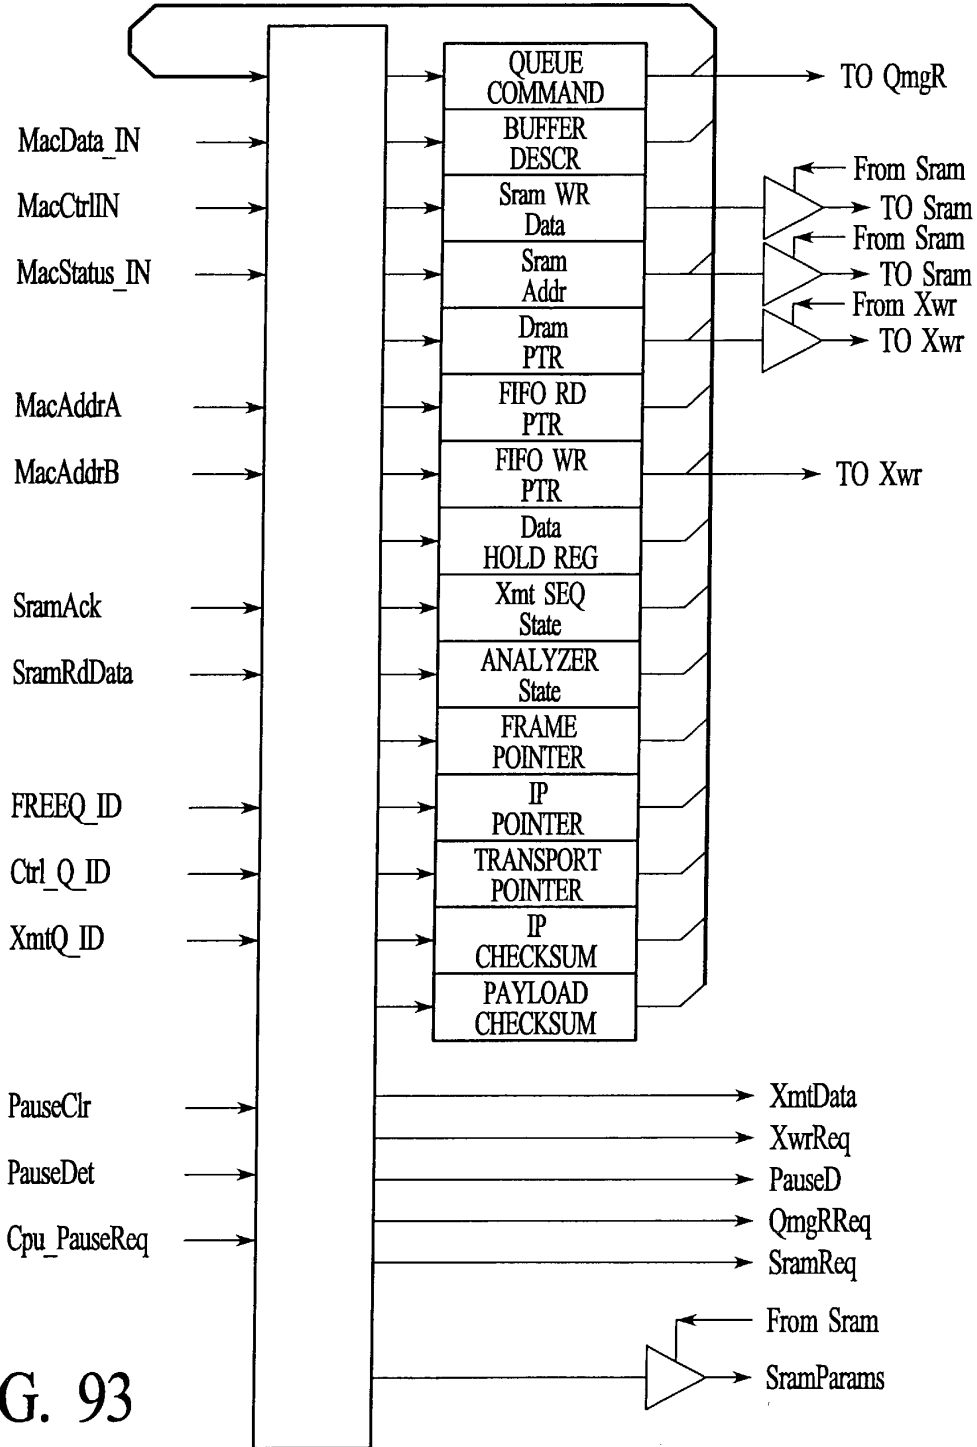 QUEUE
COMMAND
TO QmgR
MacData_IN
BUFFER
DESCR
From Sram
MacCtrlIN
Sram WR
Data
TO Sram
From Sram
MacStatus_IN
Sram
Addr
TO Sram
From Xwr
Dram
PTR
TO Xwr
MacAddrA
FIFO RD
PTR
MacAddrB
FIFO WR
PTR
TO Xwr
Data
HOLD REG
SramAck
Xmt SEQ
State
SramRdData
ANALYZER
State
FRAME
POINTER
FREEQ_ID
IP
POINTER
Ctrl_Q_ID
TRANSPORT
POINTER
XmtQ_ID
IP
CHECKSUM
PAYLOAD
CHECKSUM
PauseClr
XmtData
XwrReq
PauseDet
PauseD
QmgRReq
Cpu_PauseReq
SramReq
From Sram
SramParams
G. 93